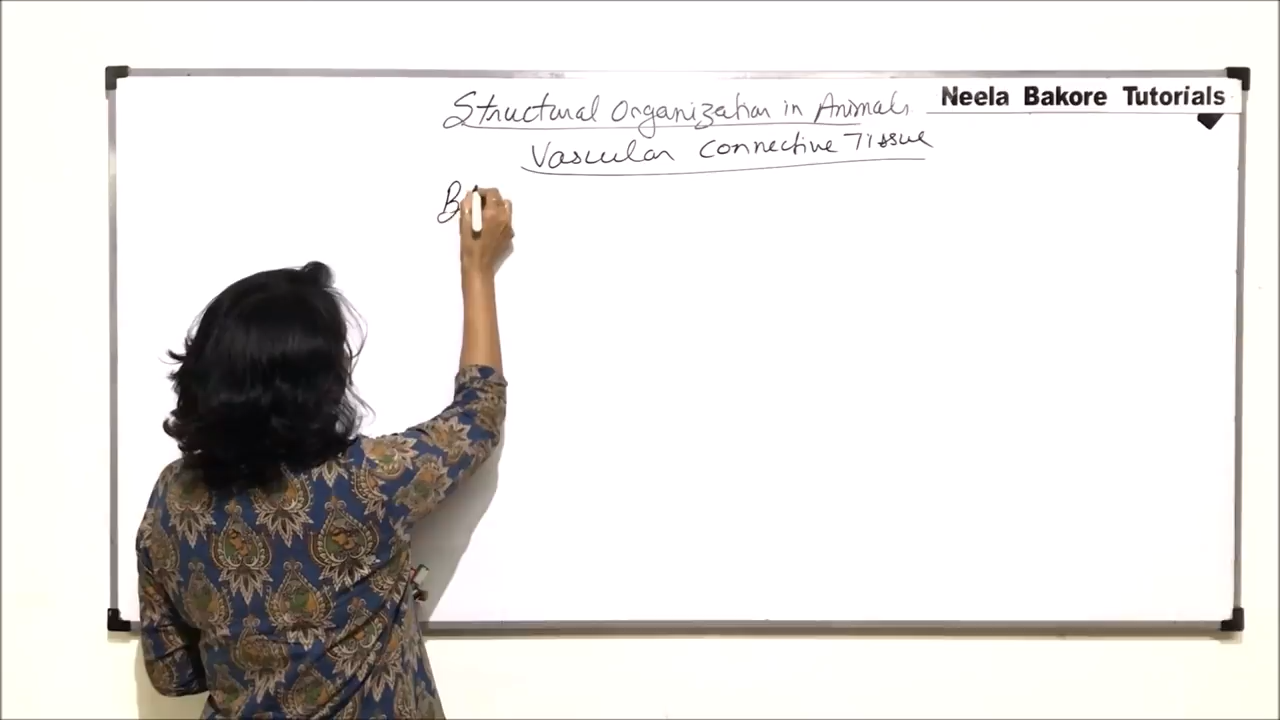 Structural Organization in Animals
Neela Bakore Tutorials
Vascular Connective Tissue
B